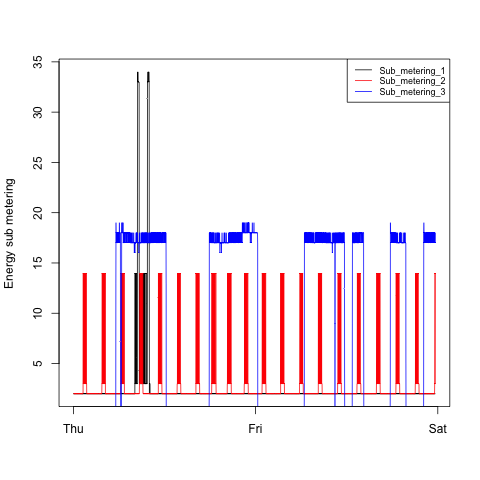 Sub_metering_1
Sub_metering_2
Sub_metering_3
Energy sub metering
35
30
25
20
15
10
5
Thu Fri Sat